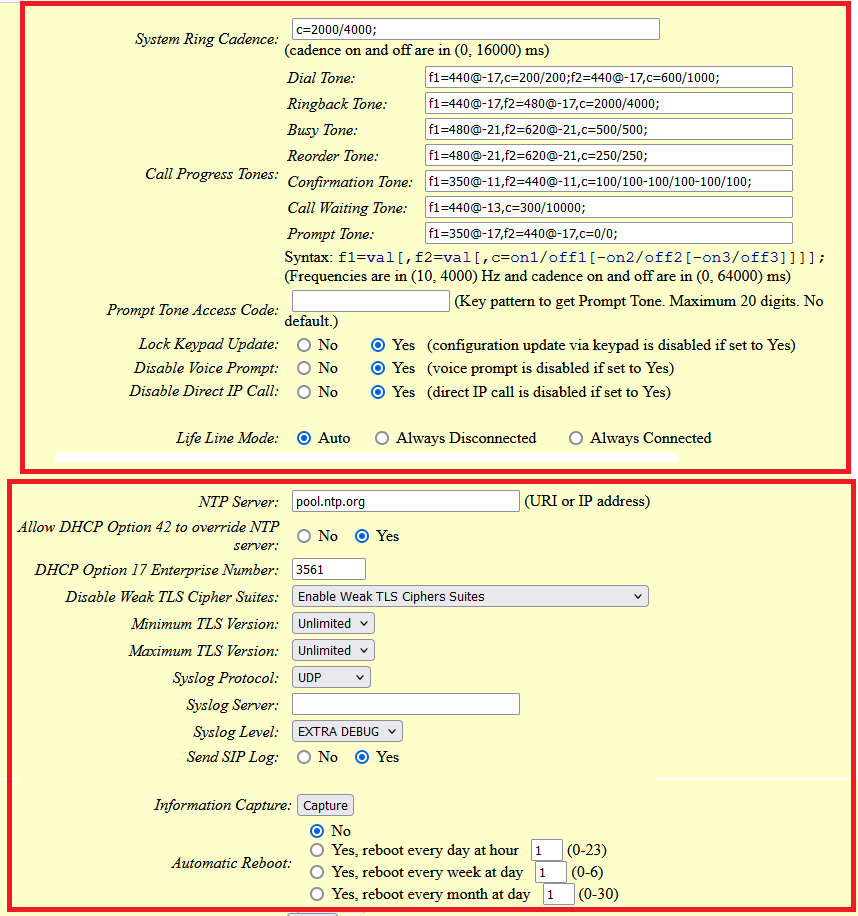 System Ring Cadence: c=2000/4000;
(cadence on and off are in (0, 16000) ms)
Call Progress Tones:
Dial Tone: f1=440@-17,c=200/200;f2=440@-17,c=600/1000;
Ringback Tone: f1=440@-17,f2=480@-17,c=2000/4000;
Busy Tone: f1=480@-21,f2=620@-21,c=500/500;
Reorder Tone: f1=480@-21,f2=620@-21,c=250/250;
Confirmation Tone: f1=350@-11,f2=440@-11,c=100/100-100/100-100/100;
Call Waiting Tone: f1=440@-13,c=300/10000;
Prompt Tone: f1=350@-17,f2=440@-17,c=0/0;
Syntax: f1=val[,f2=val[,c=on1/off1[-on2/off2[-on3/off3]]]];
(Frequencies are in (10, 4000) Hz and cadence on and off are in (0, 64000) ms)
Prompt Tone Access Code: (Key pattern to get Prompt Tone. Maximum 20 digits. No
default.)
Lock Keypad Update: No Yes (configuration update via keypad is disabled if set to Yes)
Disable Voice Prompt: No Yes (voice prompt is disabled if set to Yes)
Disable Direct IP Call: No Yes (direct IP call is disabled if set to Yes)
Life Line Mode: Auto Always Disconnected Always Connected
NTP Server: pool.ntp.org (URI or IP address)
Allow DHCP Option 42 to override NTP
server: No Yes
DHCP Option 17 Enterprise Number: 3561
Disable Weak TLS Cipher Suites: Enable Weak TLS Ciphers Suites
Minimum TLS Version: Unlimited
Maximum TLS Version: Unlimited
Syslog Protocol: UDP
Syslog Server:
Syslog Level: EXTRA DEBUG
Send SIP Log: No Yes
Information Capture: Capture
Automatic Reboot:
No
Yes, reboot every day at hour 1 (0-23)
Yes, reboot every week at day 1 (0-6)
Yes, reboot every month at day 1 (0-30)